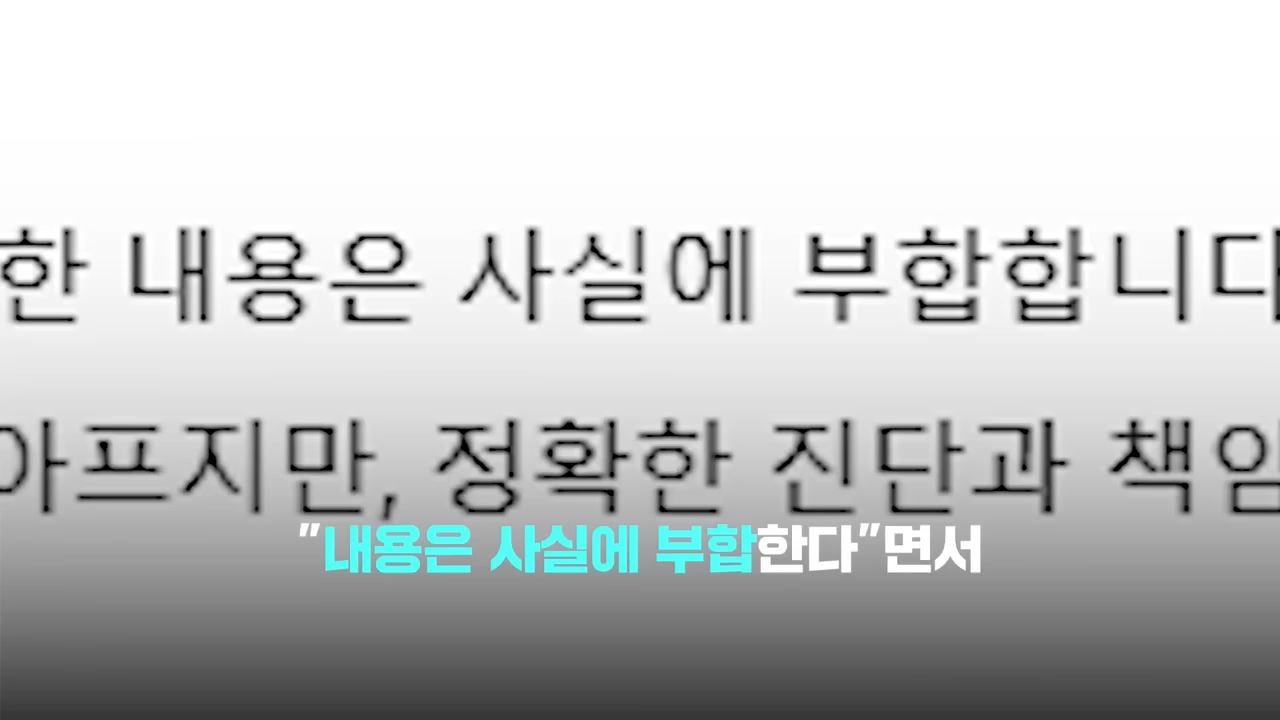 한 내용은 사실에 부합합니다
아프지만, 정확한 진단과 책임
"내용은 사실에 부합한다"면서